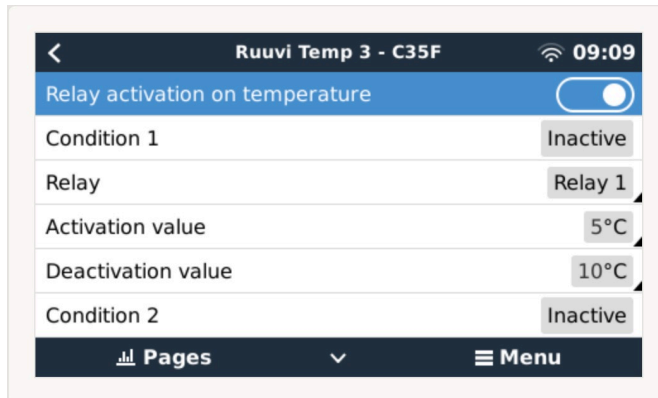 Ruuvi Temp 3 - C35F 09:09
Relay activation on temperature
Condition 1 Inactive
Relay Relay 1
Activation value 5°C
Deactivation value 10°C
Condition 2 Inactive
Pages Menu